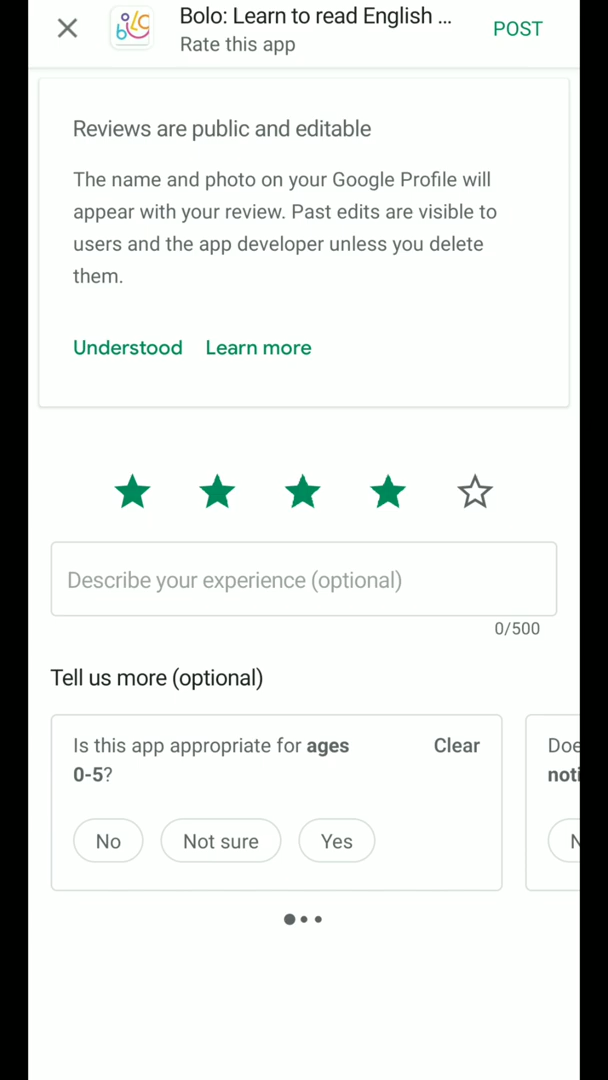 Bolo: Learn to read English ...
Rate this app
POST
Reviews are public and editable
The name and photo on your Google Profile will
appear with your review. Past edits are visible to
users and the app developer unless you delete
them.
Understood Learn more
Describe your experience (optional)
0/500
Tell us more (optional)
Is this app appropriate for ages
0-5?
Clear
No Not sure Yes